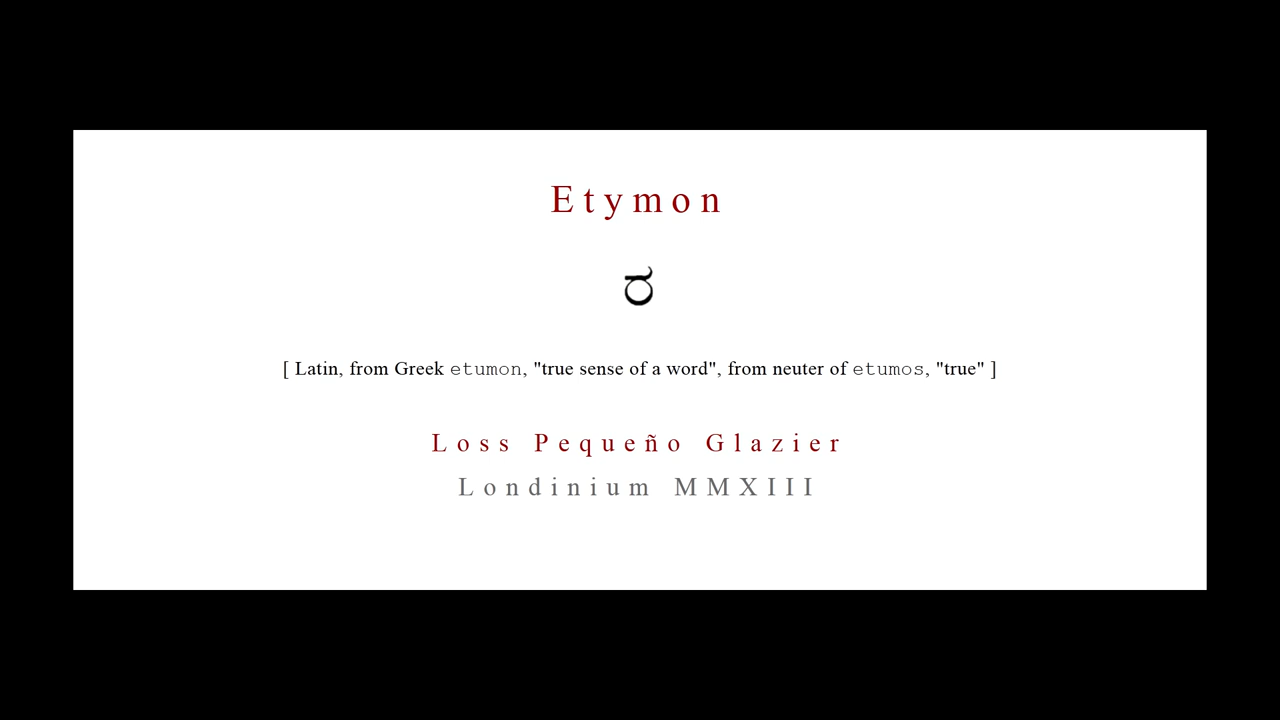 Etymon
α
[ Latin, from Greek etumon, "true sense of a word", from neuter of etumos, "true" ]
Loss Pequeño Glazier
Londinium MMXIII